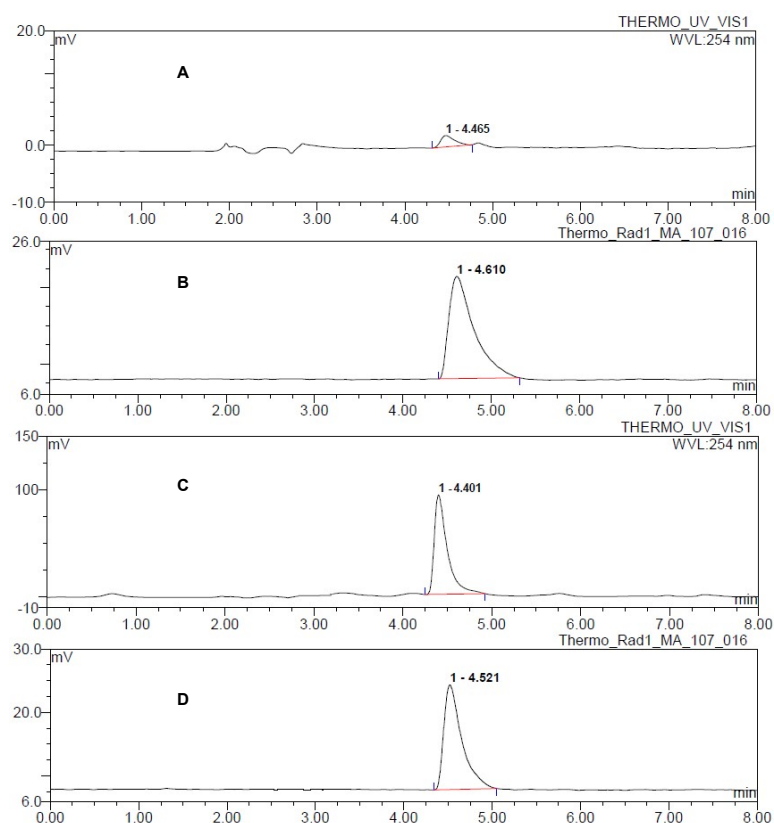 THERMO_UV_VIS1
20.0
mV
WVL:254 nm
A
1 - 4.465
0.0
-10.0
min
0.00 1.00 2.00 3.00 4.00 5.00 6.00 7.00 8.00
Thermo_Rad1_MA_107_016
26.0
mV
B
1 - 4.610
6.0
min
0.00 1.00 2.00 3.00 4.00 5.00 6.00 7.00 8.00
THERMO_UV_VIS1
150
mV
WVL:254 nm
C
1 - 4.401
100
-10
min
0.00 1.00 2.00 3.00 4.00 5.00 6.00 7.00 8.00
Thermo_Rad1_MA_107_016
30.0
mV
1 - 4.521
D
20.0
6.0
min
0.00 1.00 2.00 3.00 4.00 5.00 6.00 7.00 8.00